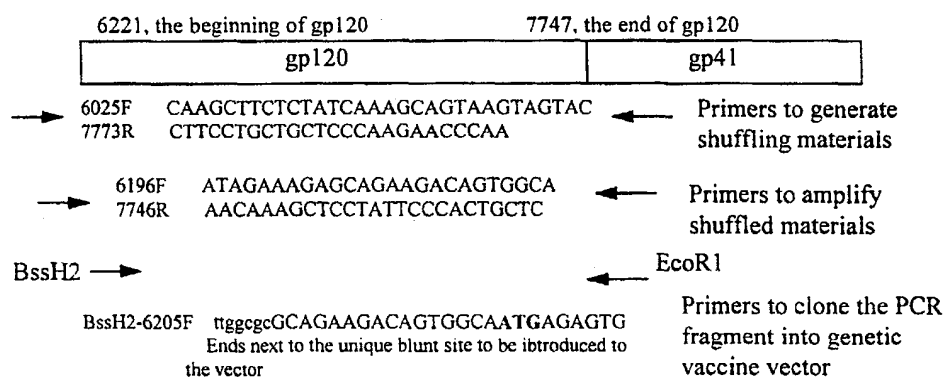 6221, the beginning of gp120
7747, the end of gp120
gp120
gp41
6025F CAAGCTTCTCTATCAAAGCAGTAAGTAGTAC
7773R CTTCCTGCTGCTCCCAAGAACCCAA
Primers to generate
shuffling materials
6196F ATAGAAAGAGCAGAAGACAGTGGCA
7746R AACAAAGCTCCTATTCCCACTGCTC
Primers to amplify
shuffled materials
BssH2
EcoR1
BssH2-6205F ttggcgcGCAGAAGACAGTGGCAATGAGAGTG
Ends next to the unique blunt site to be ibtroduced to
the vector
Primers to clone the PCR
fragment into genetic
vaccine vector